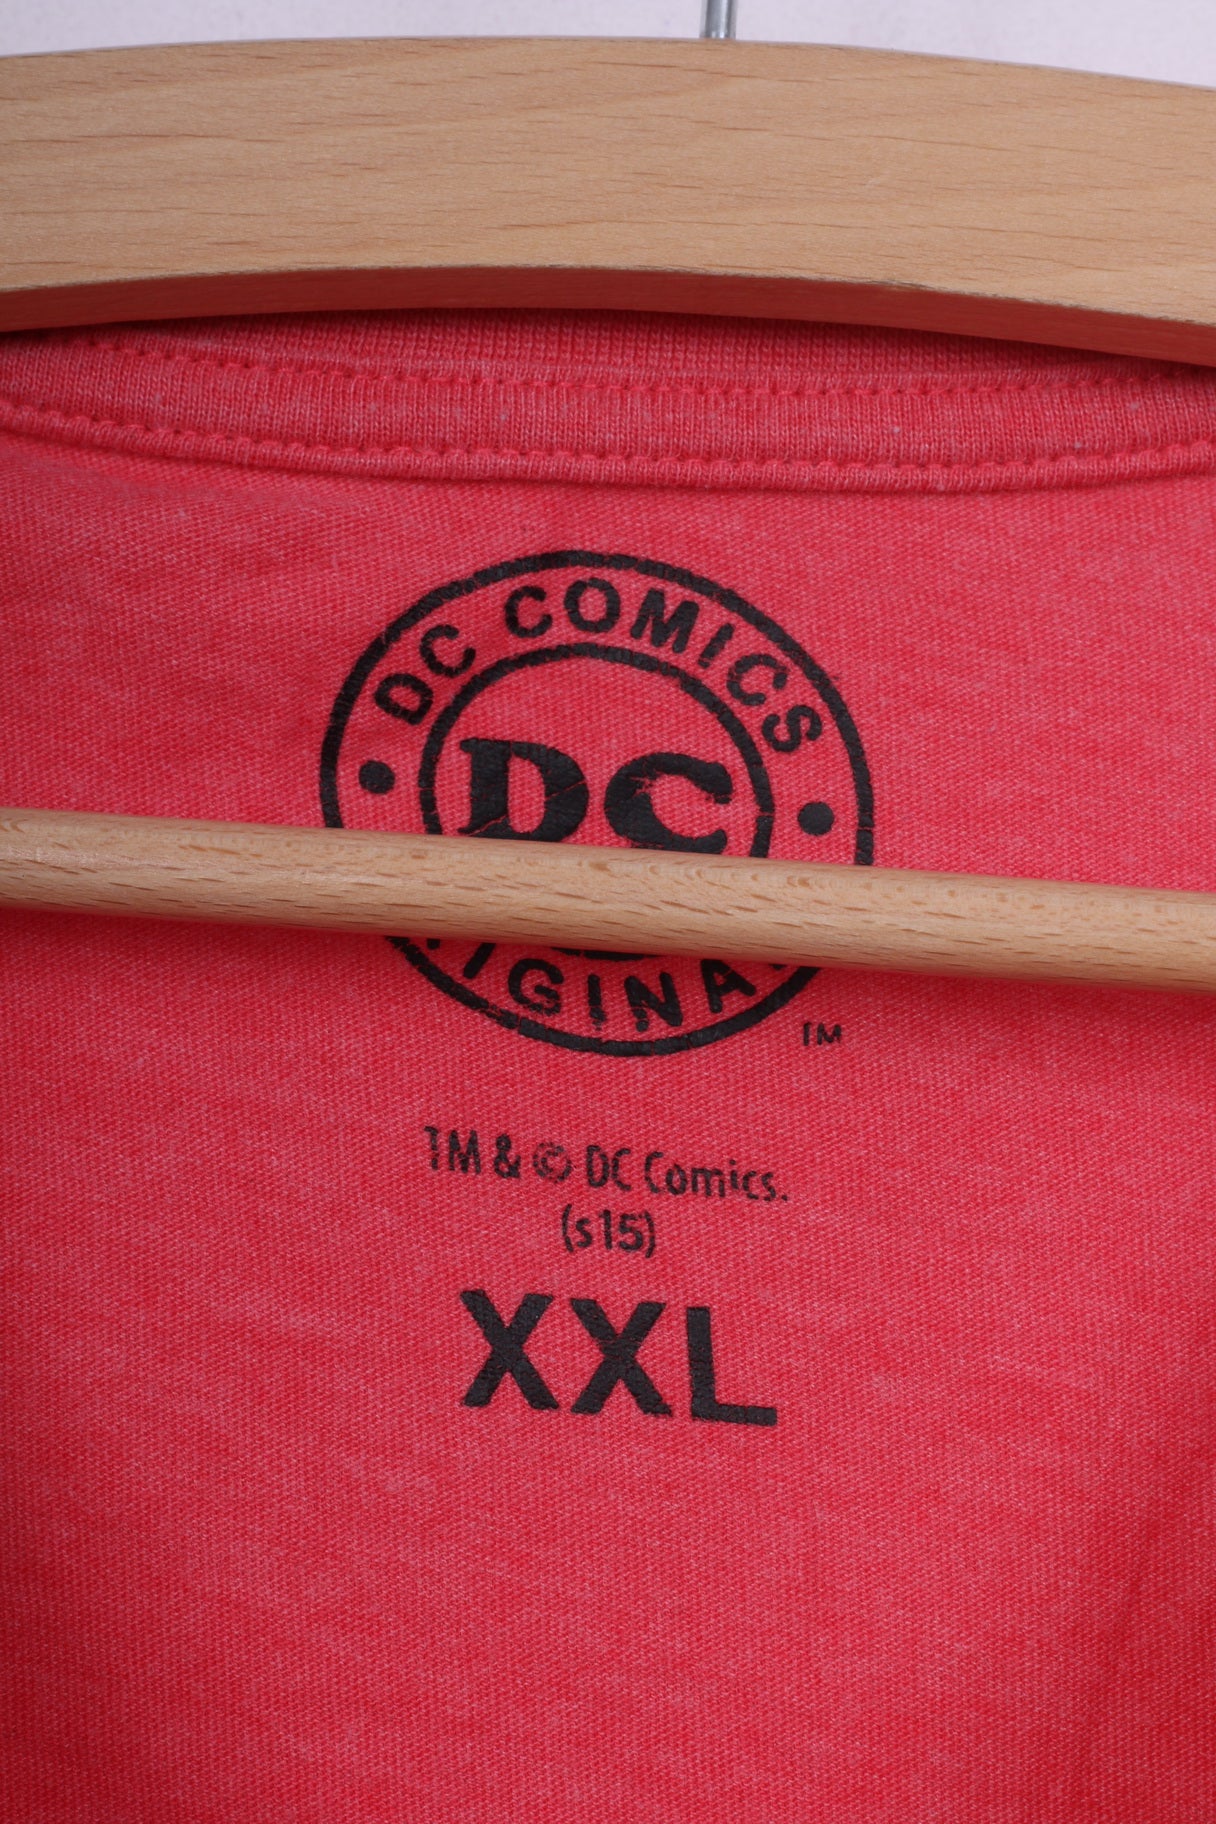 DC COMICS
DC
TM
TM & © DC Comics.
(s15)
XXL